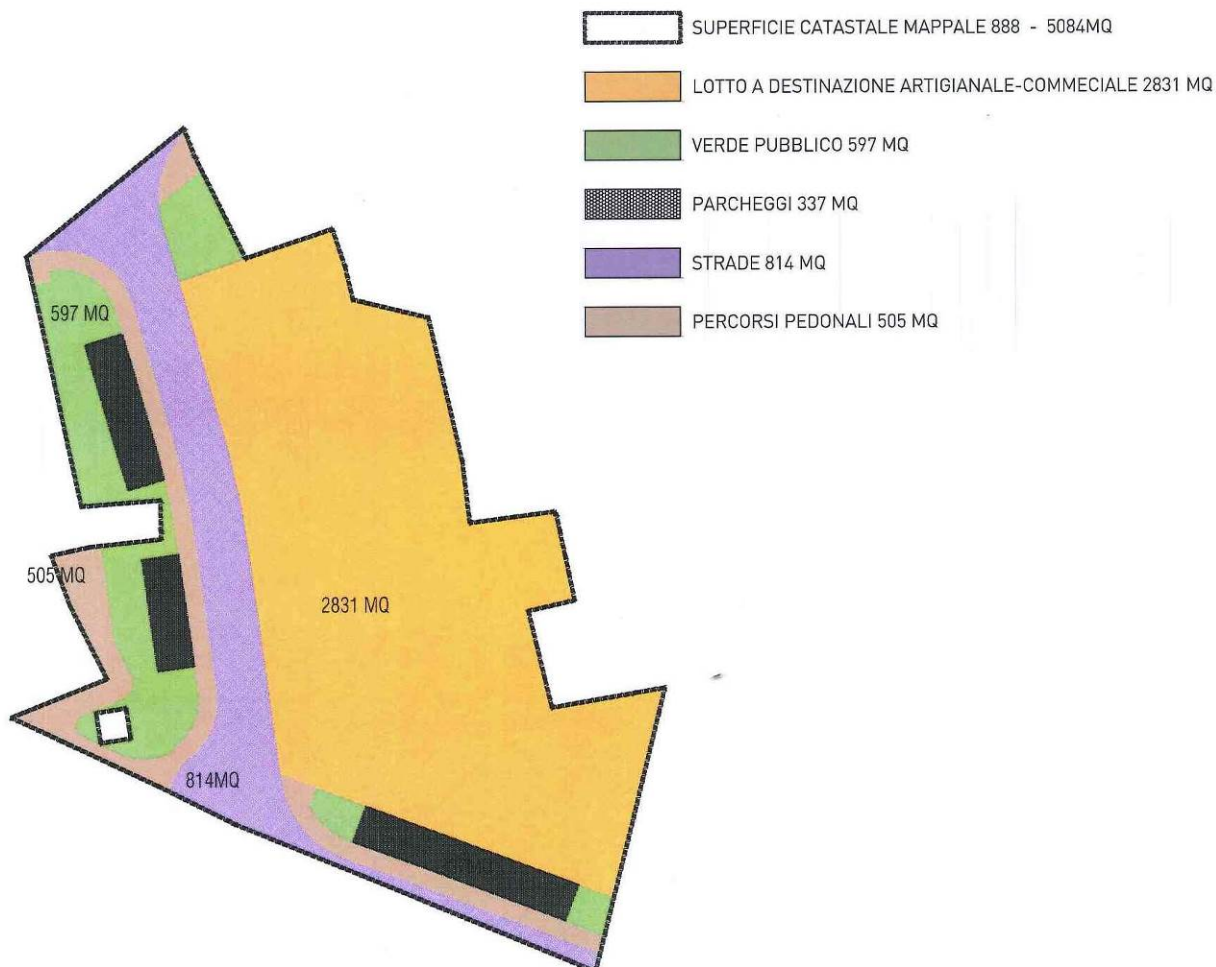 SUPERFICIE CATASTALE MAPPALE 888 - 5084MQ
LOTTO A DESTINAZIONE ARTIGIANALE-COMMECIALE 2831 MQ
VERDE PUBBLICO 597 MQ
PARCHEGGI 337 MQ
STRADE 814 MQ
PERCORSI PEDONALI 505 MQ
597 MQ
505 MQ
2831 MQ
814MQ